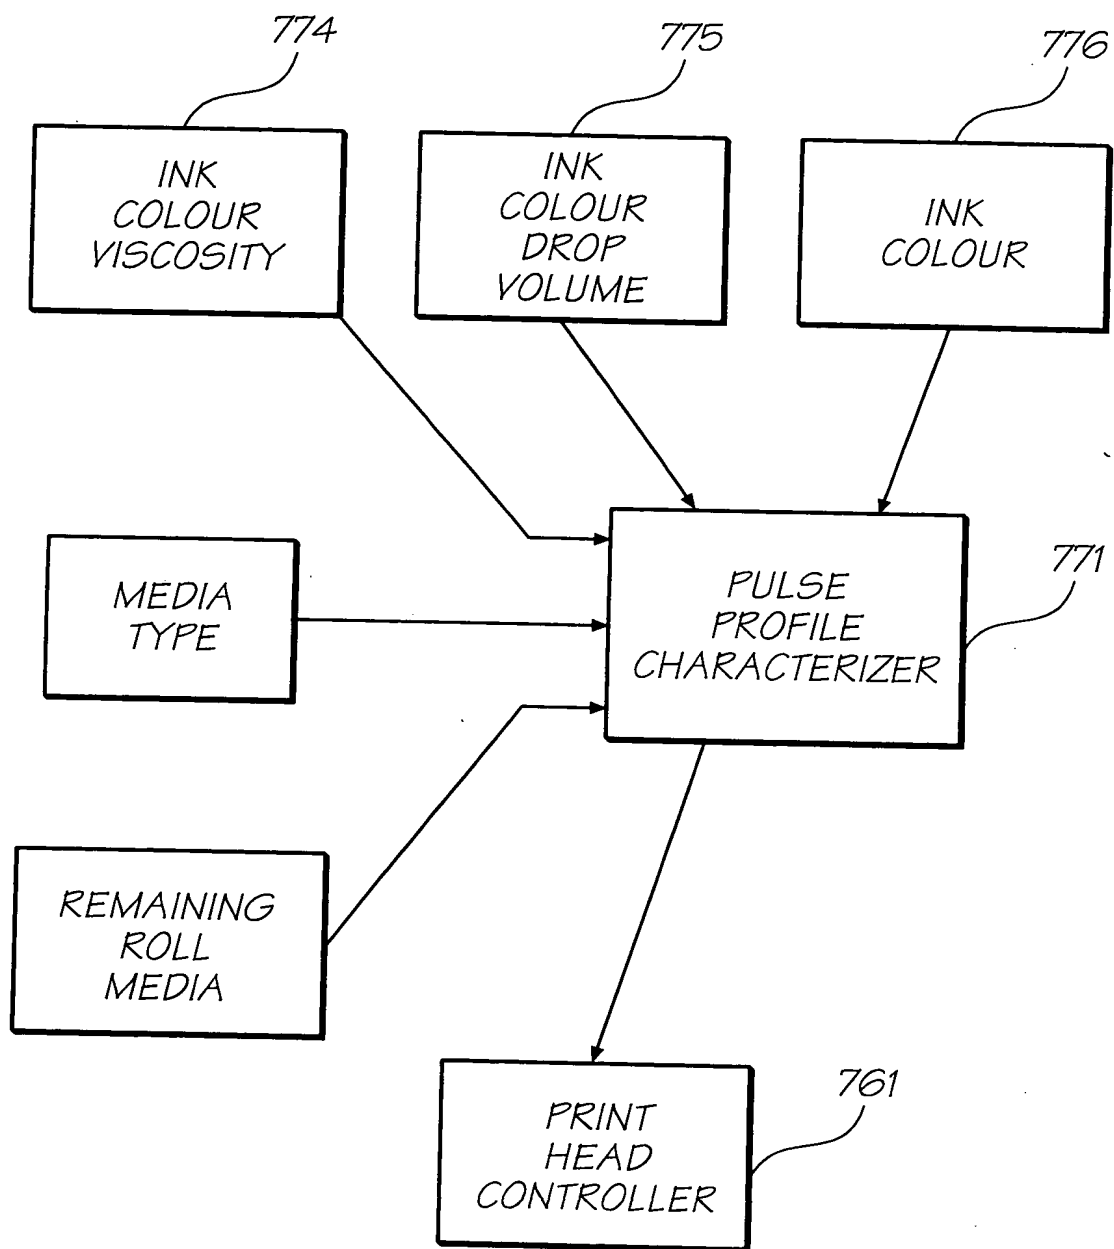 774
775
776
INK
COLOUR
VISCOSITY
INK
COLOUR
DROP
VOLUME
INK
COLOUR
MEDIA
TYPE
PULSE
PROFILE
CHARACTERIZER
771
REMAINING
ROLL
MEDIA
PRINT
HEAD
CONTROLLER
761